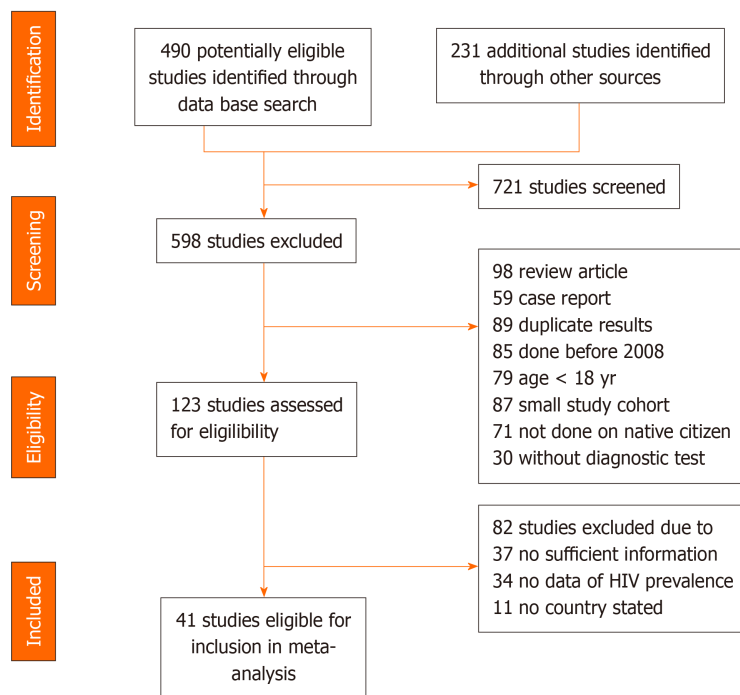 Identification
490 potentially eligible
studies identified through
data base search
231 additional studies identified
through other sources
721 studies screened
Screening
598 studies excluded
98 review article
59 case report
89 duplicate results
85 done before 2008
79 age < 18 yr
87 small study cohort
71 not done on native citizen
30 without diagnostic test
Eligibility
123 studies assessed
for eligilibility
82 studies excluded due to
37 no sufficient information
34 no data of HIV prevalence
11 no country stated
Included
41 studies eligible for
inclusion in meta-
analysis